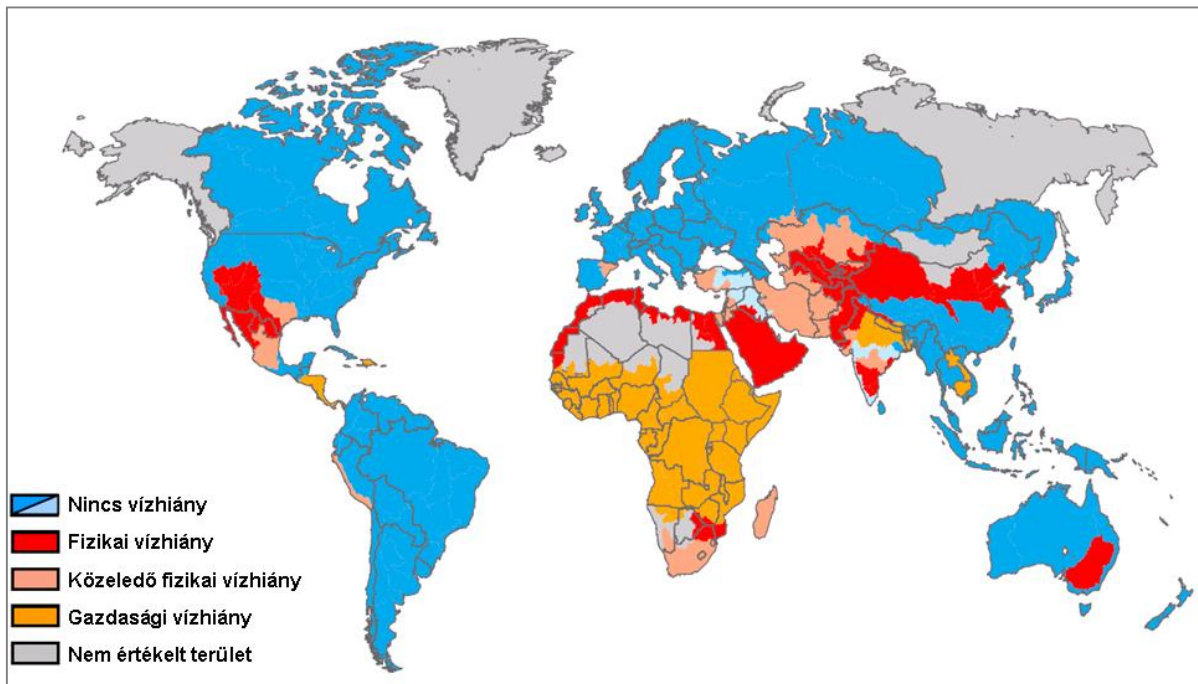 Nincs vízhiány
Fizikai vízhiány
Közeledő fizikai vízhiány
Gazdasági vízhiány
Nem értékelt terület